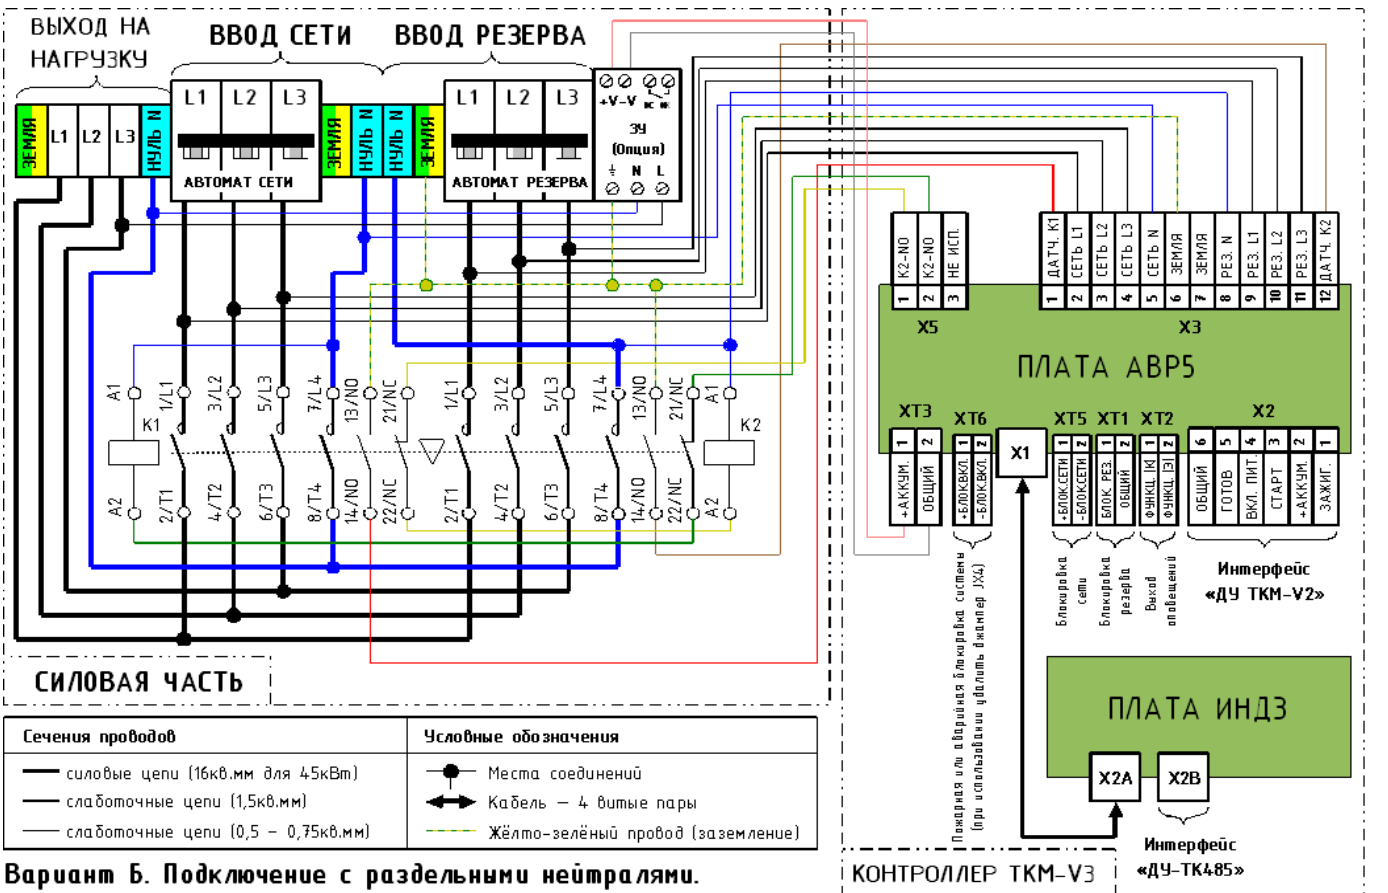 ВЫХОД НА
НАГРУЗКУ
ВВОД СЕТИ
ВВОД РЕЗЕРВА
ЗЕМЛЯ
L1
L2
L3
НУЛЬ N
L1
L2
L3
АВТОМАТ СЕТИ
ЗЕМЛЯ
НУЛЬ N
НУЛЬ N
ЗЕМЛЯ
L1
L2
L3
АВТОМАТ РЕЗЕРВА
+V-V
ЗУ
(Опция)
N
L
A1
1/L1
3/L2
5/L3
7/L4
13/NO
21/NC
1/L1
3/L2
5/L3
7/L4
13/NO
21/NC
A1
K1
K2
A2
2/T1
4/T2
6/T3
8/T4
14/NO
22/NC
2/T1
4/T2
6/T3
8/T4
14/NO
22/NC
A2
СИЛОВАЯ ЧАСТЬ
K2-NO
K2-NO
НЕ ИСП.
1
2
3
X5
ДАТЧ. K1
СЕТЬ L1
СЕТЬ L2
СЕТЬ L3
СЕТЬ N
ЗЕМЛЯ
ЗЕМЛЯ
РЕЗ. N
РЕЗ. L1
РЕЗ. L2
РЕЗ. L3
ДАТЧ. K2
1
2
3
4
5
6
7
8
9
10
11
12
X3
ПЛАТА АВР5
XT3
XT6
X1
XT5
XT1
XT2
X2
1
2
1
2
1
2
1
2
1
2
6
5
4
3
2
1
+АККУМ.
ОБЩИЙ
+БЛОК.ВКЛ.
-БЛОК.ВКЛ.
+БЛОК.СЕТИ
-БЛОК.СЕТИ
БЛОК. РЕЗ.
ОБЩИЙ
ФУНКЦ. |К|
ФУНКЦ. |Э|
ОБЩИЙ
ГОТОВ
ВКЛ. ПИТ.
СТАРТ
+АККУМ.
ЗАЖИГ.
Пожарная или аварийная блокировка системы
(при использовании удалить джампер JX4)
Блокировка
сети
Блокировка
резерва
Выход
оповещений
Интерфейс
«ДУ ТКМ-V2»
ПЛАТА ИНД3
X2A
X2B
Интерфейс
«ДУ-ТК485»
КОНТРОЛЛЕР ТКМ-V3
Сечения проводов
силовые цепи (16кв.мм для 45кВт)
слаботочные цепи (1,5кв.мм)
слаботочные цепи (0,5 - 0,75кв.мм)
Условные обозначения
Места соединений
Кабель - 4 витые пары
Жёлто-зелёный провод (заземление)
Вариант Б. Подключение с раздельными нейтралями.